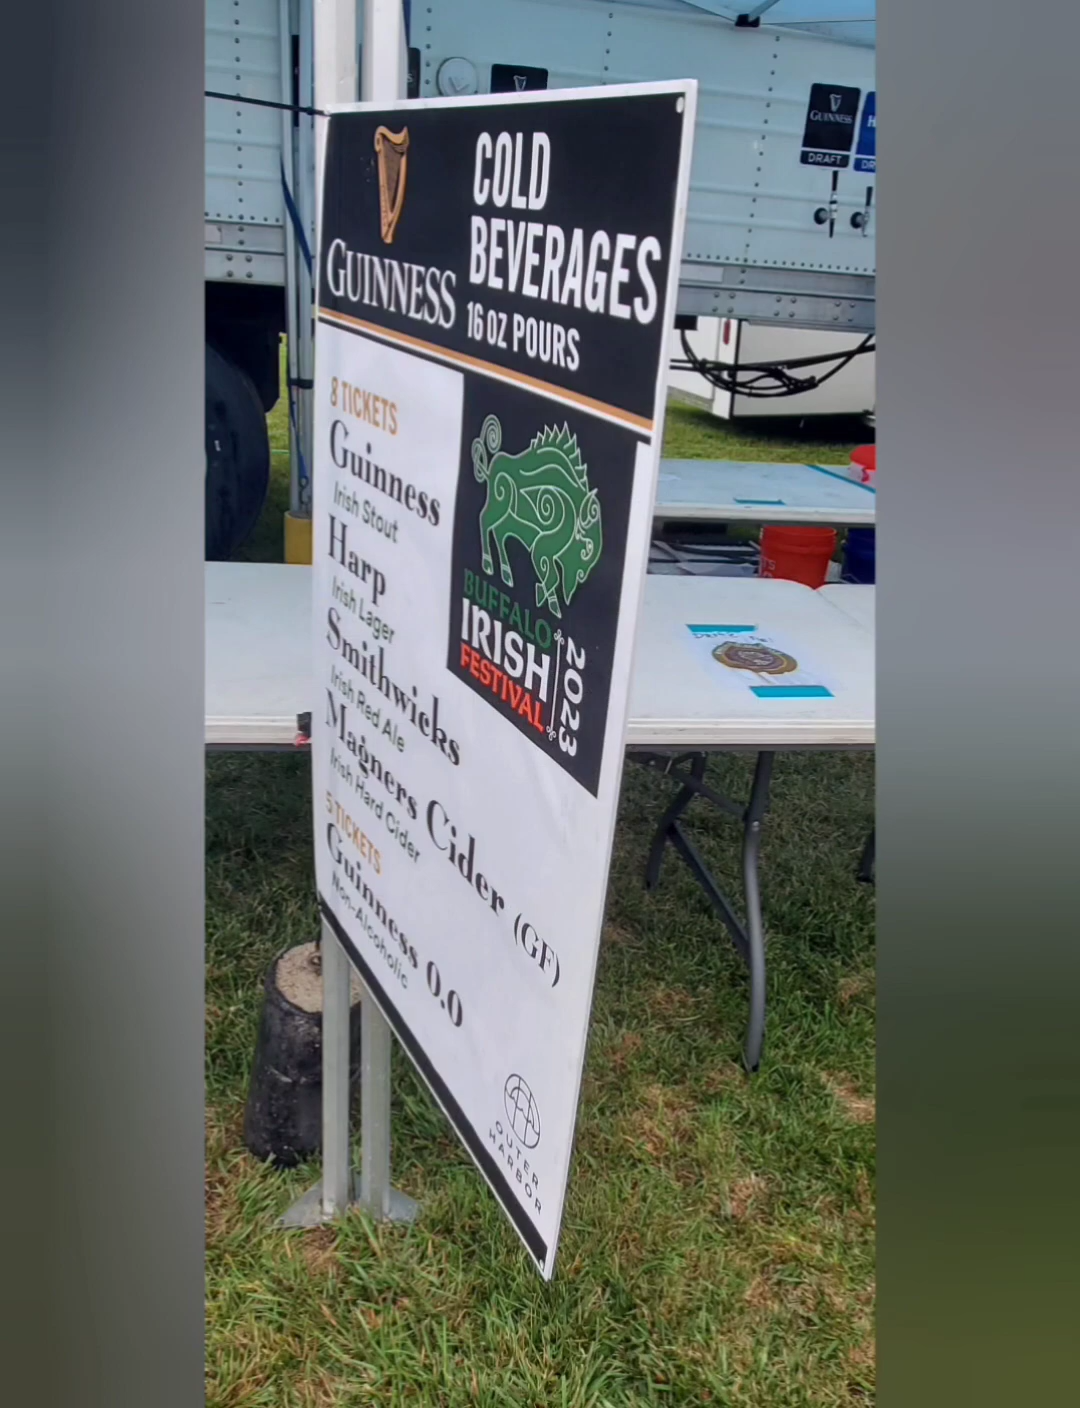 GUINNESS
COLD
BEVERAGES
16 OZ POURS
8 TICKETS
Guinness
Irish Stout
Harp
Irish Lager
Smithwicks
Irish Red Ale
Magners Cider (GF)
Irish Hard Cider
5 TICKETS
Guinness 0.0
Non-Alcoholic
BUFFALO
IRISH
FESTIVAL
2023
OUTER
HARBOR
GUINNESS
DRAFT